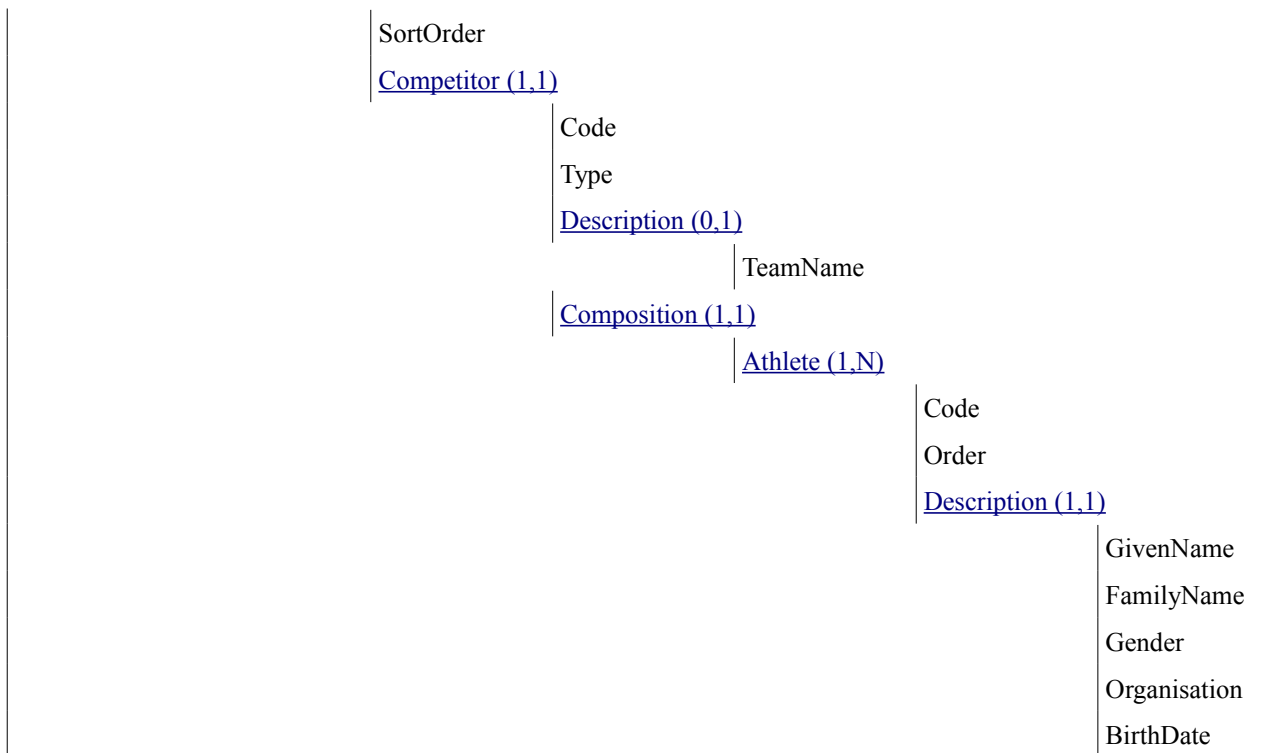 SortOrder
Competitor (1,1)
Code
Type
Description (0,1)
TeamName
Composition (1,1)
Athlete (1,N)
Code
Order
Description (1,1)
GivenName
FamilyName
Gender
Organisation
BirthDate